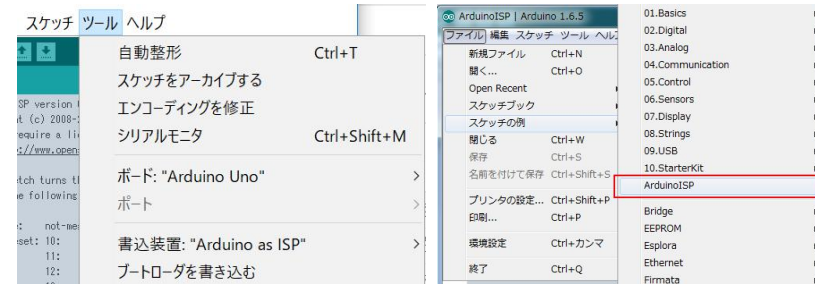 スケッチ ツール ヘルプ
自動整形 Ctrl+T
スケッチをアーカイブする
エンコーディングを修正
シリアルモニタ Ctrl+Shift+M
ボード: "Arduino Uno"
ポート
書込装置: "Arduino as ISP"
ブートローダを書き込む
SP version
(c) 2008-
require a
://www.open
tch turns
e following
not-me
set: 10:
11:
12:
ArduinoISP | Arduino 1.6.5
ファイル 編集 スケッチ ツール ヘル
新規ファイル Ctrl+N
開く... Ctrl+O
Open Recent
スケッチブック
スケッチの例
閉じる Ctrl+W
保存 Ctrl+S
名前を付けて保存 Ctrl+Shift+S
プリンタの設定... Ctrl+Shift+P
印刷... Ctrl+P
環境設定 Ctrl+カンマ
終了 Ctrl+Q
01.Basics
02.Digital
03.Analog
04.Communication
05.Control
06.Sensors
07.Display
08.Strings
09.USB
10.StarterKit
ArduinoISP
Bridge
EEPROM
Esplora
Ethernet
Firmata